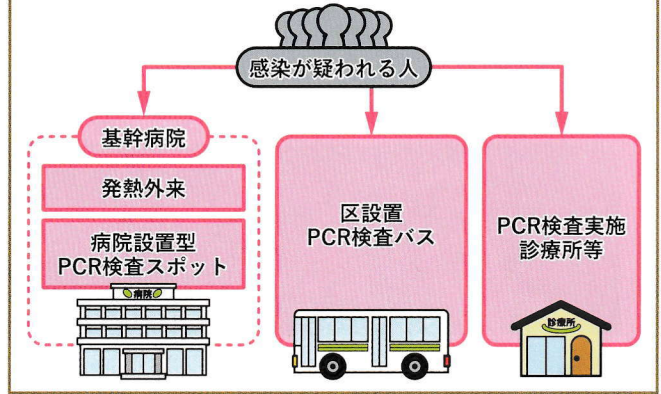 感染が疑われる人
基幹病院
発熱外来
病院設置型
PCR検査スポット
病院
区設置
PCR検査バス
PCR検査実施
診療所等
診療所